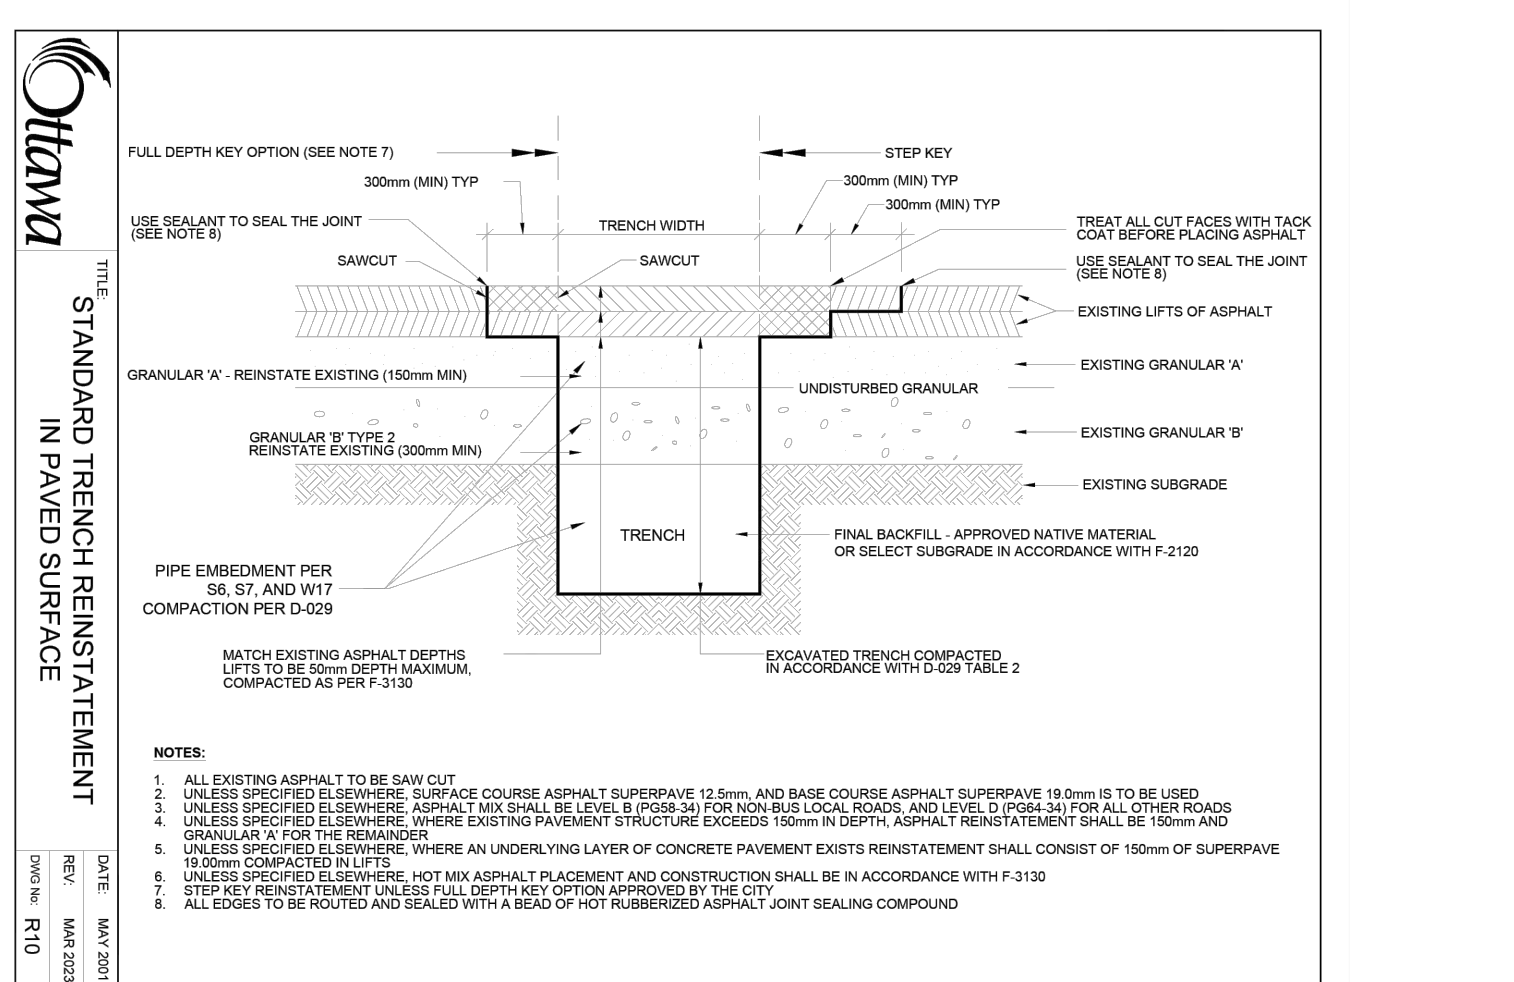 Ottawa
TITLE:
STANDARD TRENCH REINSTATEMENT
IN PAVED SURFACE
DATE: MAY 2001
REV: MAR 2023
DWG No: R10
FULL DEPTH KEY OPTION (SEE NOTE 7)
STEP KEY
300mm (MIN) TYP
300mm (MIN) TYP
300mm (MIN) TYP
USE SEALANT TO SEAL THE JOINT
(SEE NOTE 8)
TRENCH WIDTH
TREAT ALL CUT FACES WITH TACK
COAT BEFORE PLACING ASPHALT
SAWCUT
SAWCUT
USE SEALANT TO SEAL THE JOINT
(SEE NOTE 8)
EXISTING LIFTS OF ASPHALT
EXISTING GRANULAR 'A'
GRANULAR 'A' - REINSTATE EXISTING (150mm MIN)
UNDISTURBED GRANULAR
EXISTING GRANULAR 'B'
GRANULAR 'B' TYPE 2
REINSTATE EXISTING (300mm MIN)
EXISTING SUBGRADE
TRENCH
FINAL BACKFILL - APPROVED NATIVE MATERIAL
OR SELECT SUBGRADE IN ACCORDANCE WITH F-2120
PIPE EMBEDMENT PER
S6, S7, AND W17
COMPACTION PER D-029
MATCH EXISTING ASPHALT DEPTHS
LIFTS TO BE 50mm DEPTH MAXIMUM,
COMPACTED AS PER F-3130
EXCAVATED TRENCH COMPACTED
IN ACCORDANCE WITH D-029 TABLE 2
NOTES:
1. ALL EXISTING ASPHALT TO BE SAW CUT
2. UNLESS SPECIFIED ELSEWHERE, SURFACE COURSE ASPHALT SUPERPAVE 12.5mm, AND BASE COURSE ASPHALT SUPERPAVE 19.0mm IS TO BE USED
3. UNLESS SPECIFIED ELSEWHERE, ASPHALT MIX SHALL BE LEVEL B (PG58-34) FOR NON-BUS LOCAL ROADS, AND LEVEL D (PG64-34) FOR ALL OTHER ROADS
4. UNLESS SPECIFIED ELSEWHERE, WHERE EXISTING PAVEMENT STRUCTURE EXCEEDS 150mm IN DEPTH, ASPHALT REINSTATEMENT SHALL BE 150mm AND
GRANULAR 'A' FOR THE REMAINDER
5. UNLESS SPECIFIED ELSEWHERE, WHERE AN UNDERLYING LAYER OF CONCRETE PAVEMENT EXISTS REINSTATEMENT SHALL CONSIST OF 150mm OF SUPERPAVE
19.00mm COMPACTED IN LIFTS
6. UNLESS SPECIFIED ELSEWHERE, HOT MIX ASPHALT PLACEMENT AND CONSTRUCTION SHALL BE IN ACCORDANCE WITH F-3130
7. STEP KEY REINSTATEMENT UNLESS FULL DEPTH KEY OPTION APPROVED BY THE CITY
8. ALL EDGES TO BE ROUTED AND SEALED WITH A BEAD OF HOT RUBBERIZED ASPHALT JOINT SEALING COMPOUND